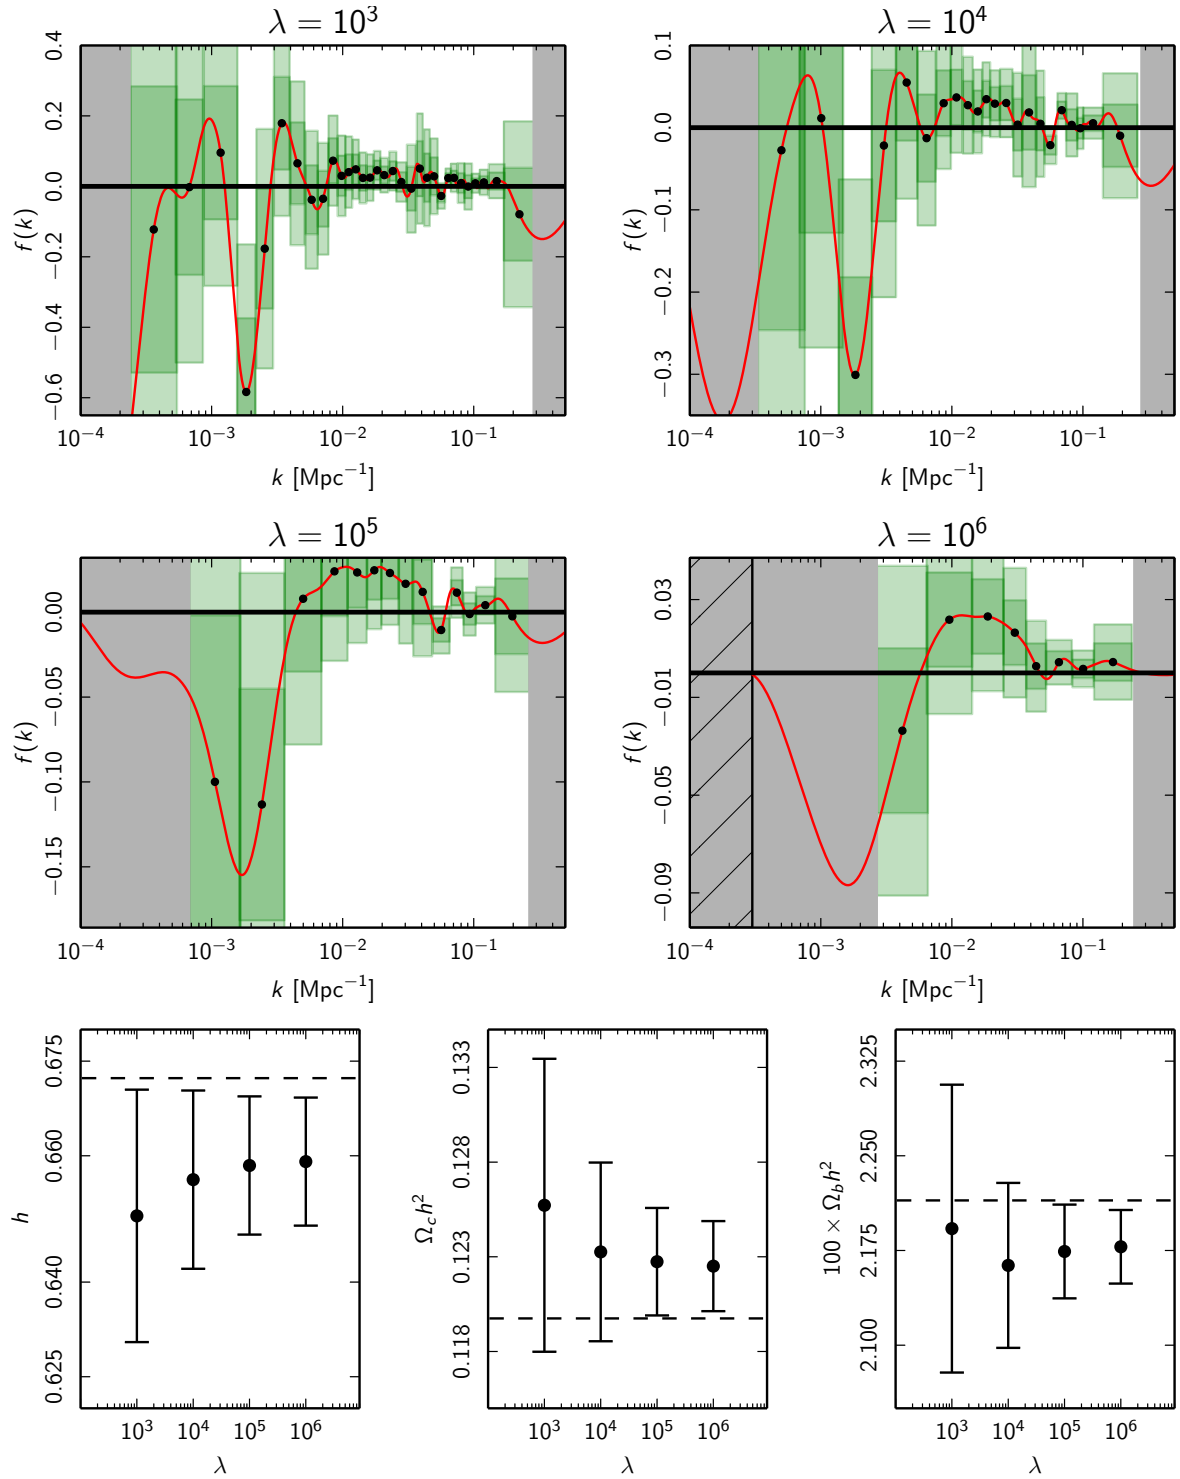 λ = 10³ λ = 10⁴
0.4
0.2
0.0
−0.2
−0.4
−0.6
f(k)
10⁻⁴ 10⁻³ 10⁻² 10⁻¹
k [Mpc⁻¹]
0.1
0.0
−0.1
−0.2
−0.3
f(k)
10⁻⁴ 10⁻³ 10⁻² 10⁻¹
k [Mpc⁻¹]
λ = 10⁵ λ = 10⁶
0.00
−0.05
−0.10
−0.15
f(k)
10⁻⁴ 10⁻³ 10⁻² 10⁻¹
k [Mpc⁻¹]
0.03
−0.01
−0.05
−0.09
f(k)
10⁻⁴ 10⁻³ 10⁻² 10⁻¹
k [Mpc⁻¹]
0.675
0.660
0.640
0.625
h
10³ 10⁴ 10⁵ 10⁶
λ
0.133
0.128
0.123
0.118
Ω_c h²
10³ 10⁴ 10⁵ 10⁶
λ
2.325
2.250
2.175
2.100
100 × Ω_b h²
10³ 10⁴ 10⁵ 10⁶
λ